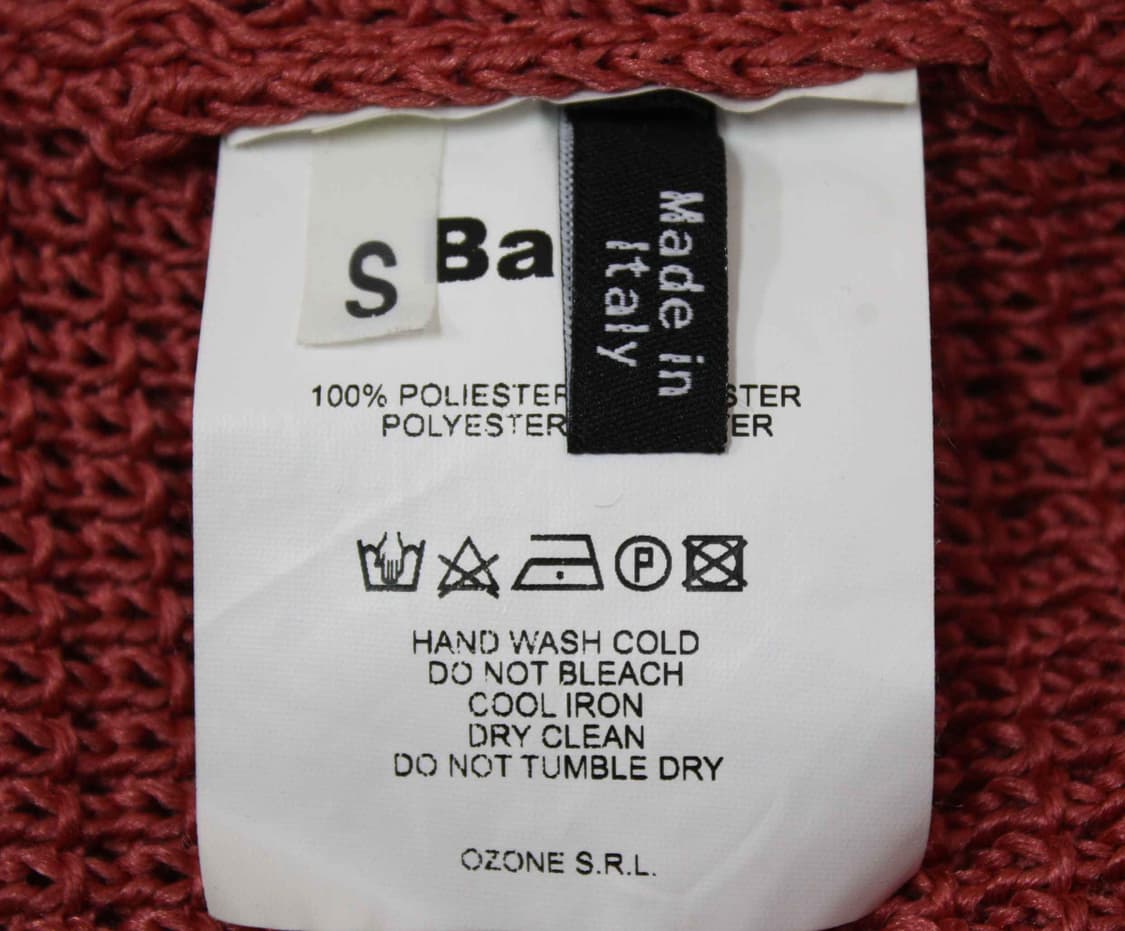 S
Ba
Made in
Italy
100% POLIESTER STER
POLYESTER ER
P
HAND WASH COLD
DO NOT BLEACH
COOL IRON
DRY CLEAN
DO NOT TUMBLE DRY
OZONE S.R.L.